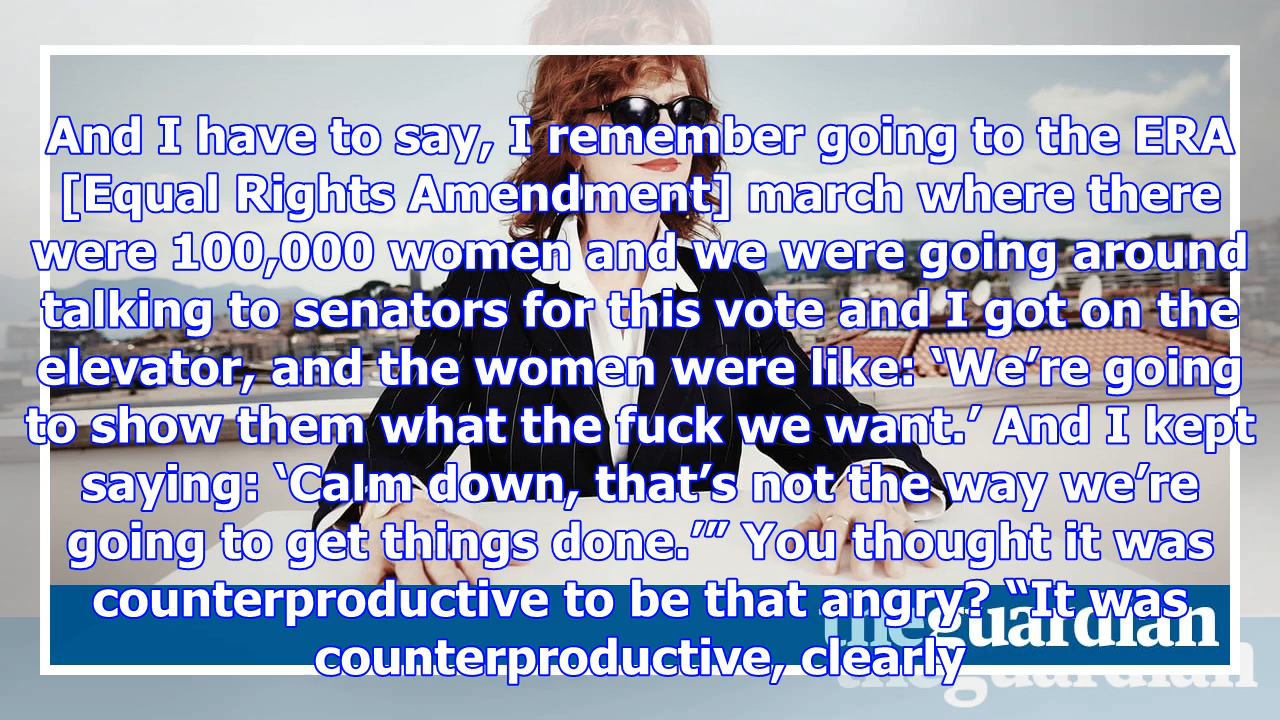 And I have to say, I remember going to the ERA
[Equal Rights Amendment] march where there
were 100,000 women and we were going around
talking to senators for this vote and I got on the
elevator, and the women were like: ‘We’re going
to show them what the fuck we want.’ And I kept
saying: ‘Calm down, that’s not the way we’re
going to get things done.’” You thought it was
counterproductive to be that angry? “It was
counterproductive, clearly
theguardian
theguardian